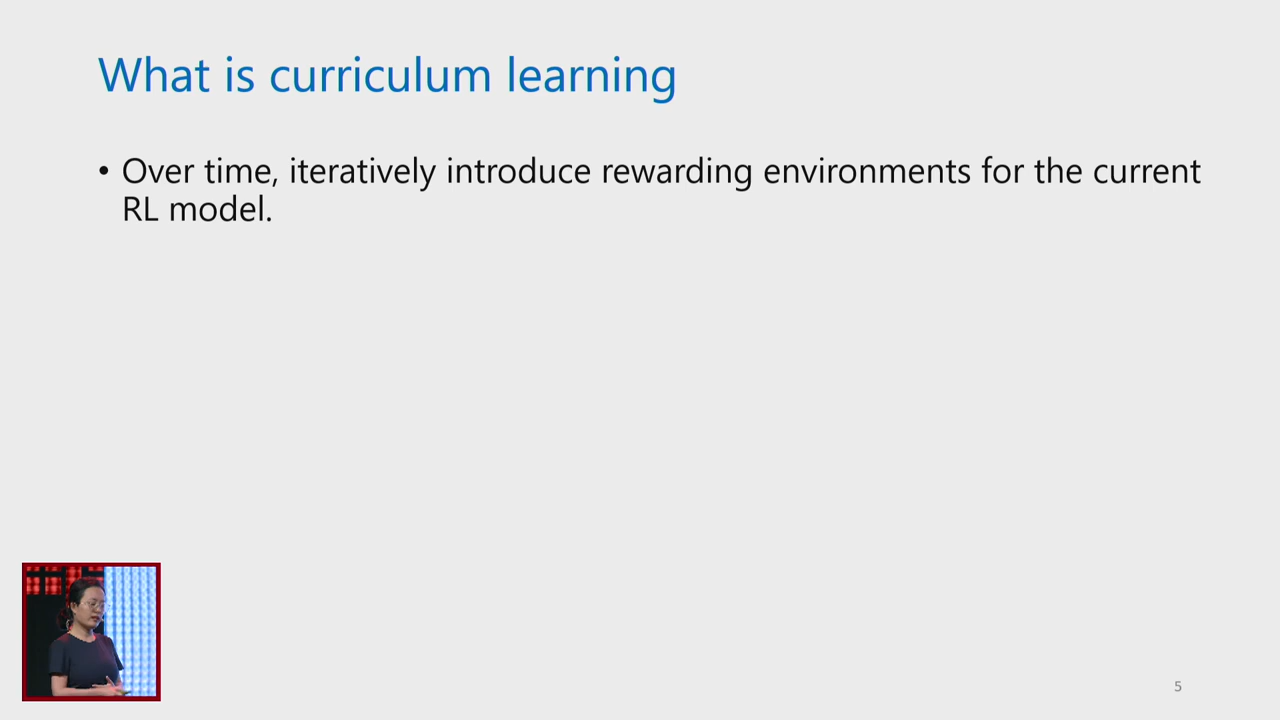 What is curriculum learning
• Over time, iteratively introduce rewarding environments for the current
RL model.
5